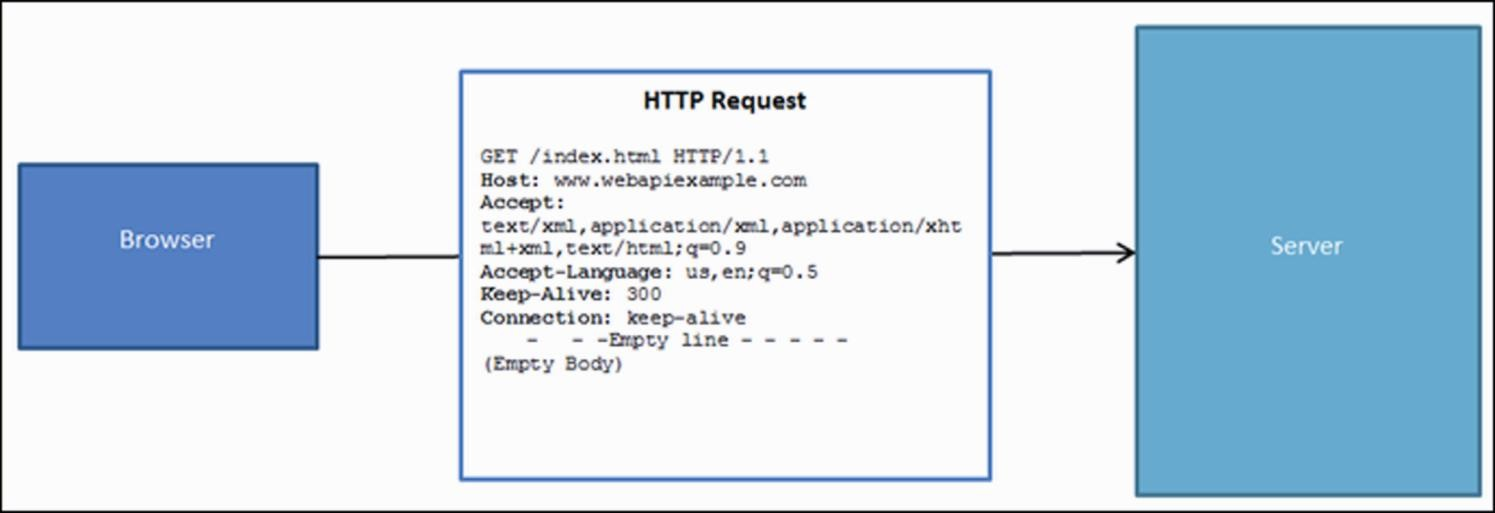 HTTP Request
GET /index.html HTTP/1.1
Host: www.webapiexample.com
Accept:
text/xml,application/xml,application/xht
ml+xml,text/html;q=0.9
Accept-Language: us,en;q=0.5
Keep-Alive: 300
Connection: keep-alive
- - -Empty line - - - - -
(Empty Body)
Browser
Server